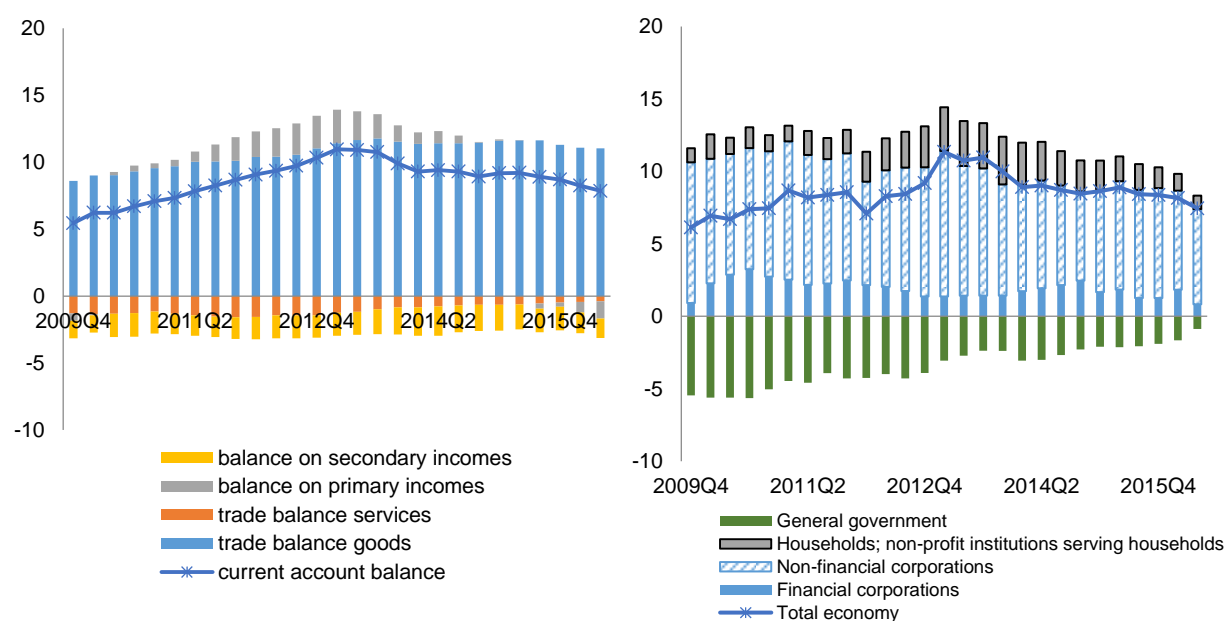 20
15
10
5
0
-5
-10
2009Q4 2011Q2 2012Q4 2014Q2 2015Q4
balance on secondary incomes
balance on primary incomes
trade balance services
trade balance goods
current account balance
20
15
10
5
0
-5
-10
2009Q4 2011Q2 2012Q4 2014Q2 2015Q4
General government
Households; non-profit institutions serving households
Non-financial corporations
Financial corporations
Total economy